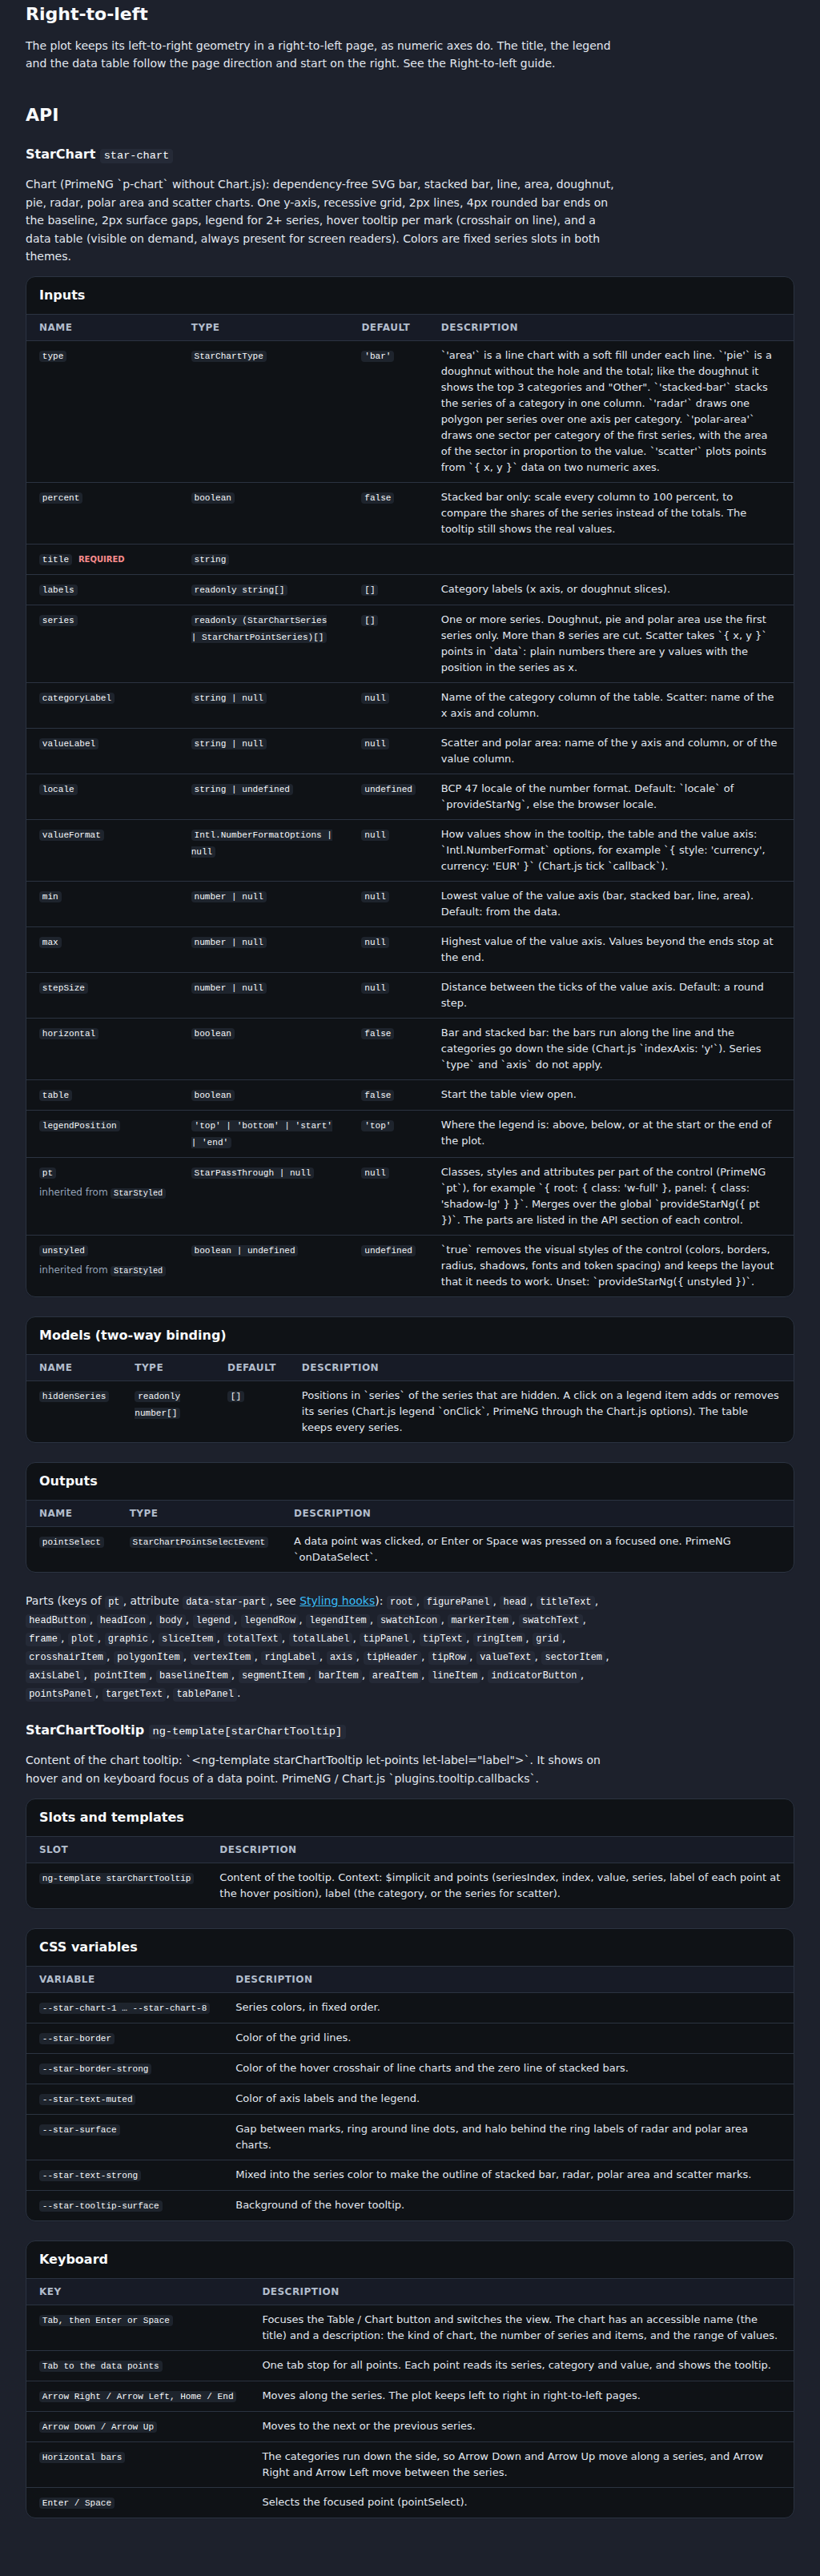 Right-to-left
The plot keeps its left-to-right geometry in a right-to-left page, as numeric axes do. The title, the legend
and the data table follow the page direction and start on the right. See the Right-to-left guide.
API
StarChart star-chart
Chart (PrimeNG `p-chart` without Chart.js): dependency-free SVG bar, stacked bar, line, area, doughnut,
pie, radar, polar area and scatter charts. One y-axis, recessive grid, 2px lines, 4px rounded bar ends on
the baseline, 2px surface gaps, legend for 2+ series, hover tooltip per mark (crosshair on line), and a
data table (visible on demand, always present for screen readers). Colors are fixed series slots in both
themes.
Inputs
NAME TYPE DEFAULT DESCRIPTION
type StarChartType 'bar' `'area'` is a line chart with a soft fill under each line. `'pie'` is a
doughnut without the hole and the total; like the doughnut it
shows the top 3 categories and "Other". `'stacked-bar'` stacks
the series of a category in one column. `'radar'` draws one
polygon per series over one axis per category. `'polar-area'`
draws one sector per category of the first series, with the area
of the sector in proportion to the value. `'scatter'` plots points
from `{ x, y }` data on two numeric axes.
percent boolean false Stacked bar only: scale every column to 100 percent, to
compare the shares of the series instead of the totals. The
tooltip still shows the real values.
title REQUIRED string
labels readonly string[] [] Category labels (x axis, or doughnut slices).
series readonly (StarChartSeries [] One or more series. Doughnut, pie and polar area use the first
| StarChartPointSeries)[] series only. More than 8 series are cut. Scatter takes `{ x, y }`
points in `data`: plain numbers there are y values with the
position in the series as x.
categoryLabel string | null null Name of the category column of the table. Scatter: name of the
x axis and column.
valueLabel string | null null Scatter and polar area: name of the y axis and column, or of the
value column.
locale string | undefined undefined BCP 47 locale of the number format. Default: `locale` of
`provideStarNg`, else the browser locale.
valueFormat Intl.NumberFormatOptions | null How values show in the tooltip, the table and the value axis:
null `Intl.NumberFormat` options, for example `{ style: 'currency',
currency: 'EUR' }` (Chart.js tick `callback`).
min number | null null Lowest value of the value axis (bar, stacked bar, line, area).
Default: from the data.
max number | null null Highest value of the value axis. Values beyond the ends stop at
the end.
stepSize number | null null Distance between the ticks of the value axis. Default: a round
step.
horizontal boolean false Bar and stacked bar: the bars run along the line and the
categories go down the side (Chart.js `indexAxis: 'y'`). Series
`type` and `axis` do not apply.
table boolean false Start the table view open.
legendPosition 'top' | 'bottom' | 'start' 'top' Where the legend is: above, below, or at the start or the end of
| 'end' the plot.
pt StarPassThrough | null null Classes, styles and attributes per part of the control (PrimeNG
inherited from StarStyled `pt`), for example `{ root: { class: 'w-full' }, panel: { class:
'shadow-lg' } }`. Merges over the global `provideStarNg({ pt
})`. The parts are listed in the API section of each control.
unstyled boolean | undefined undefined `true` removes the visual styles of the control (colors, borders,
inherited from StarStyled radius, shadows, fonts and token spacing) and keeps the layout
that it needs to work. Unset: `provideStarNg({ unstyled })`.
Models (two-way binding)
NAME TYPE DEFAULT DESCRIPTION
hiddenSeries readonly [] Positions in `series` of the series that are hidden. A click on a legend item adds or removes
number[] its series (Chart.js legend `onClick`, PrimeNG through the Chart.js options). The table
keeps every series.
Outputs
NAME TYPE DESCRIPTION
pointSelect StarChartPointSelectEvent A data point was clicked, or Enter or Space was pressed on a focused one. PrimeNG
`onDataSelect`.
Parts (keys of pt, attribute data-star-part, see Styling hooks): root, figurePanel, head, titleText,
headButton, headIcon, body, legend, legendRow, legendItem, swatchIcon, markerItem, swatchText,
frame, plot, graphic, sliceItem, totalText, totalLabel, tipPanel, tipText, ringItem, grid,
crosshairItem, polygonItem, vertexItem, ringLabel, axis, tipHeader, tipRow, valueText, sectorItem,
axisLabel, pointItem, baselineItem, segmentItem, barItem, areaItem, lineItem, indicatorButton,
pointsPanel, targetText, tablePanel.
StarChartTooltip ng-template[starChartTooltip]
Content of the chart tooltip: `<ng-template starChartTooltip let-points let-label="label">`. It shows on
hover and on keyboard focus of a data point. PrimeNG / Chart.js `plugins.tooltip.callbacks`.
Slots and templates
SLOT DESCRIPTION
ng-template starChartTooltip Content of the tooltip. Context: $implicit and points (seriesIndex, index, value, series, label of each point at
the hover position), label (the category, or the series for scatter).
CSS variables
VARIABLE DESCRIPTION
--star-chart-1 … --star-chart-8 Series colors, in fixed order.
--star-border Color of the grid lines.
--star-border-strong Color of the hover crosshair of line charts and the zero line of stacked bars.
--star-text-muted Color of axis labels and the legend.
--star-surface Gap between marks, ring around line dots, and halo behind the ring labels of radar and polar area
charts.
--star-text-strong Mixed into the series color to make the outline of stacked bar, radar, polar area and scatter marks.
--star-tooltip-surface Background of the hover tooltip.
Keyboard
KEY DESCRIPTION
Tab, then Enter or Space Focuses the Table / Chart button and switches the view. The chart has an accessible name (the
title) and a description: the kind of chart, the number of series and items, and the range of values.
Tab to the data points One tab stop for all points. Each point reads its series, category and value, and shows the tooltip.
Arrow Right / Arrow Left, Home / End Moves along the series. The plot keeps left to right in right-to-left pages.
Arrow Down / Arrow Up Moves to the next or the previous series.
Horizontal bars The categories run down the side, so Arrow Down and Arrow Up move along a series, and Arrow
Right and Arrow Left move between the series.
Enter / Space Selects the focused point (pointSelect).